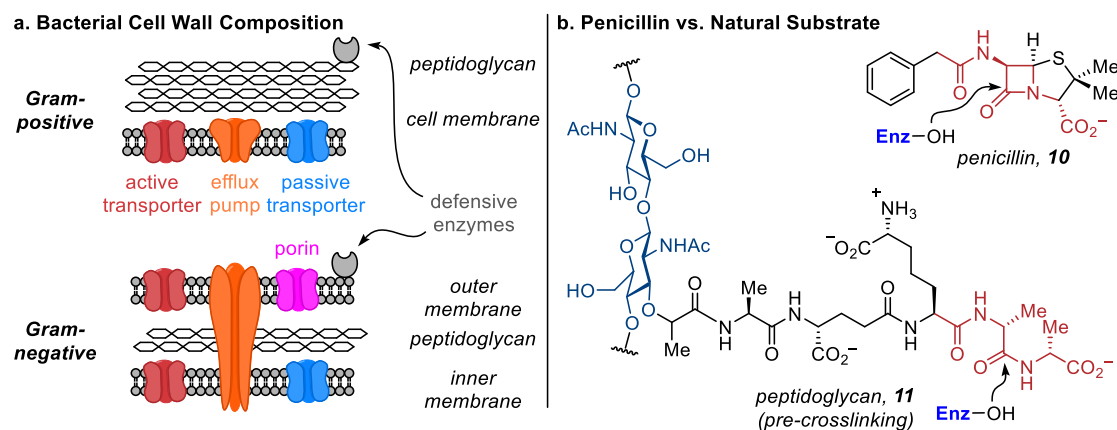 a. Bacterial Cell Wall Composition
Gram-
positive
peptidoglycan
cell membrane
active
transporter
efflux
pump
passive
transporter
defensive
enzymes
porin
Gram-
negative
outer
membrane
peptidoglycan
inner
membrane
b. Penicillin vs. Natural Substrate
H
N
H
S
Me
Me
O
N
O
CO2−
Enz–OH
penicillin, 10
O
AcHN
O
OH
HO
O
O
NHAc
HO
O
O
O
Me
N
H
Me
O
H
N
CO2−
O
N
H
+
NH3
−O2C
O
H
N
Me
O
N
H
Me
CO2−
Enz–OH
peptidoglycan, 11
(pre-crosslinking)